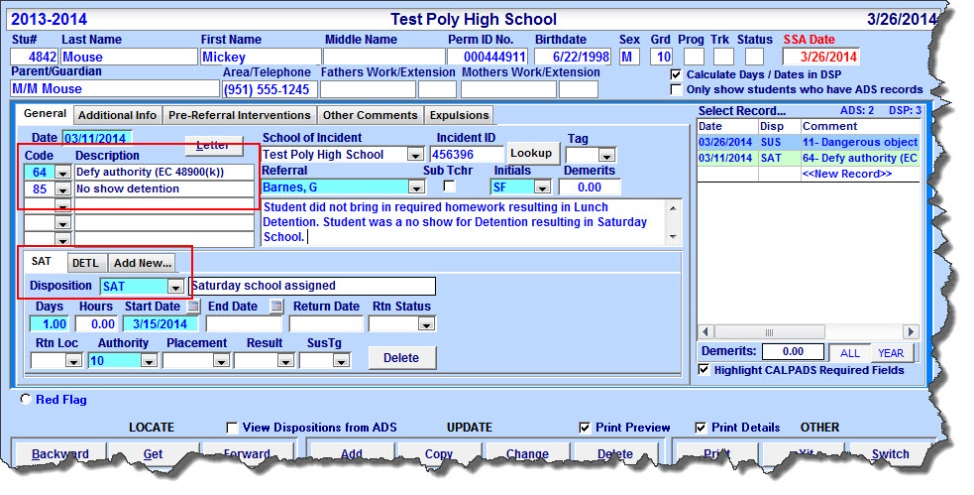 2013-2014 Test Poly High School 3/26/2014
Stu# Last Name First Name Middle Name Perm ID No. Birthdate Sex Grd Prog Trk Status SSA Date
4842 Mouse Mickey 000444911 6/22/1998 M 10 3/26/2014
Parent/Guardian Area/Telephone Fathers Work/Extension Mothers Work/Extension Calculate Days / Dates in DSP
M/M Mouse (951) 555-1245 Only show students who have ADS records
General Additional Info Pre-Referral Interventions Other Comments Expulsions
Date 03/11/2014 Letter School of Incident Incident ID Tag
Code Description Test Poly High School 456396 Lookup
64 Defy authority (EC 48900(k)) Referral Sub Tchr Initials Demerits
85 No show detention Barnes, G SF 0.00
Student did not bring in required homework resulting in Lunch
Detention. Student was a no show for Detention resulting in Saturday
School.
SAT DETL Add New...
Disposition SAT Saturday school assigned
Days Hours Start Date End Date Return Date Rtn Status
1.00 0.00 3/15/2014
Rtn Loc Authority Placement Result SusTg
10 Delete
Select Record... ADS: 2 DSP: 3
Date Disp Comment
03/26/2014 SUS 11- Dangerous object
03/11/2014 SAT 64- Defy authority (EC
<<New Record>>
Demerits: 0.00 ALL YEAR
Highlight CALPADS Required Fields
Red Flag
LOCATE View Dispositions from ADS UPDATE Print Preview Print Details OTHER
Backward Get Forward Add Copy Change Delete Print Switch